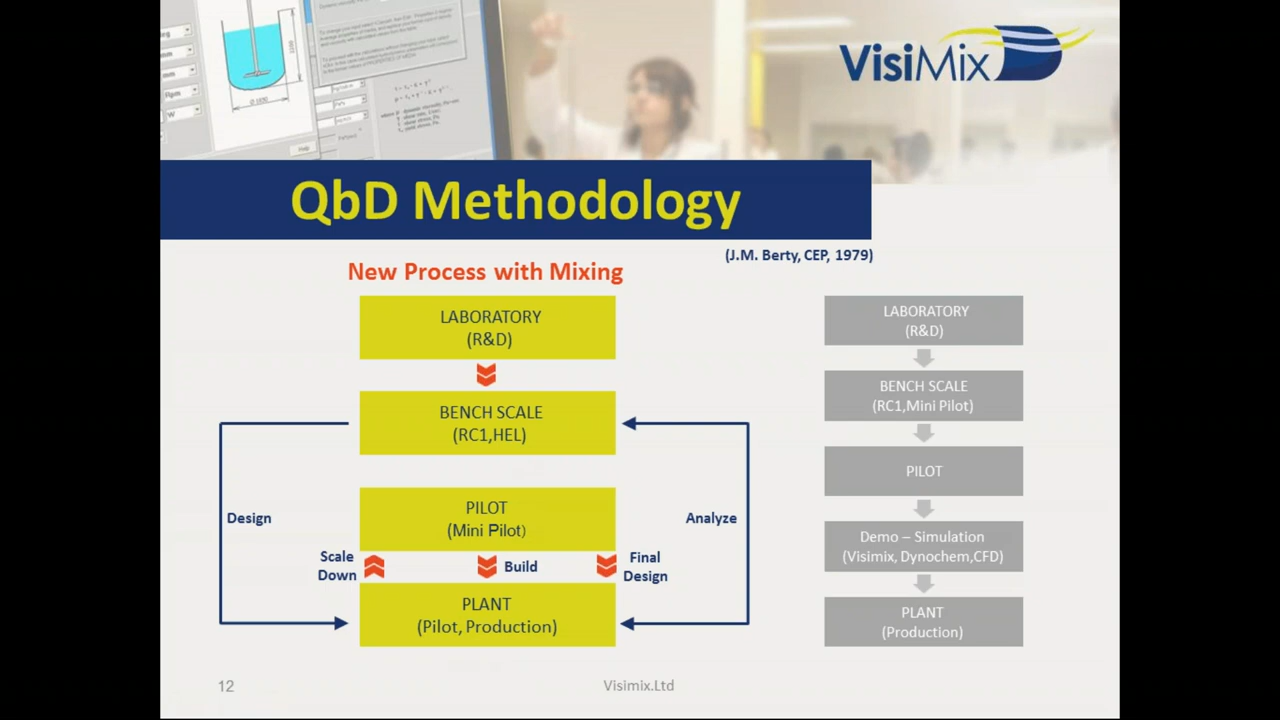 VisiMix
QbD Methodology
(J.M. Berty, CEP, 1979)
New Process with Mixing
LABORATORY
(R&D)
BENCH SCALE
(RC1,HEL)
PILOT
(Mini Pilot)
PLANT
(Pilot, Production)
Design
Analyze
Scale
Down
Build
Final
Design
LABORATORY
(R&D)
BENCH SCALE
(RC1,Mini Pilot)
PILOT
Demo – Simulation
(Visimix, Dynochem,CFD)
PLANT
(Production)
12
Visimix.Ltd